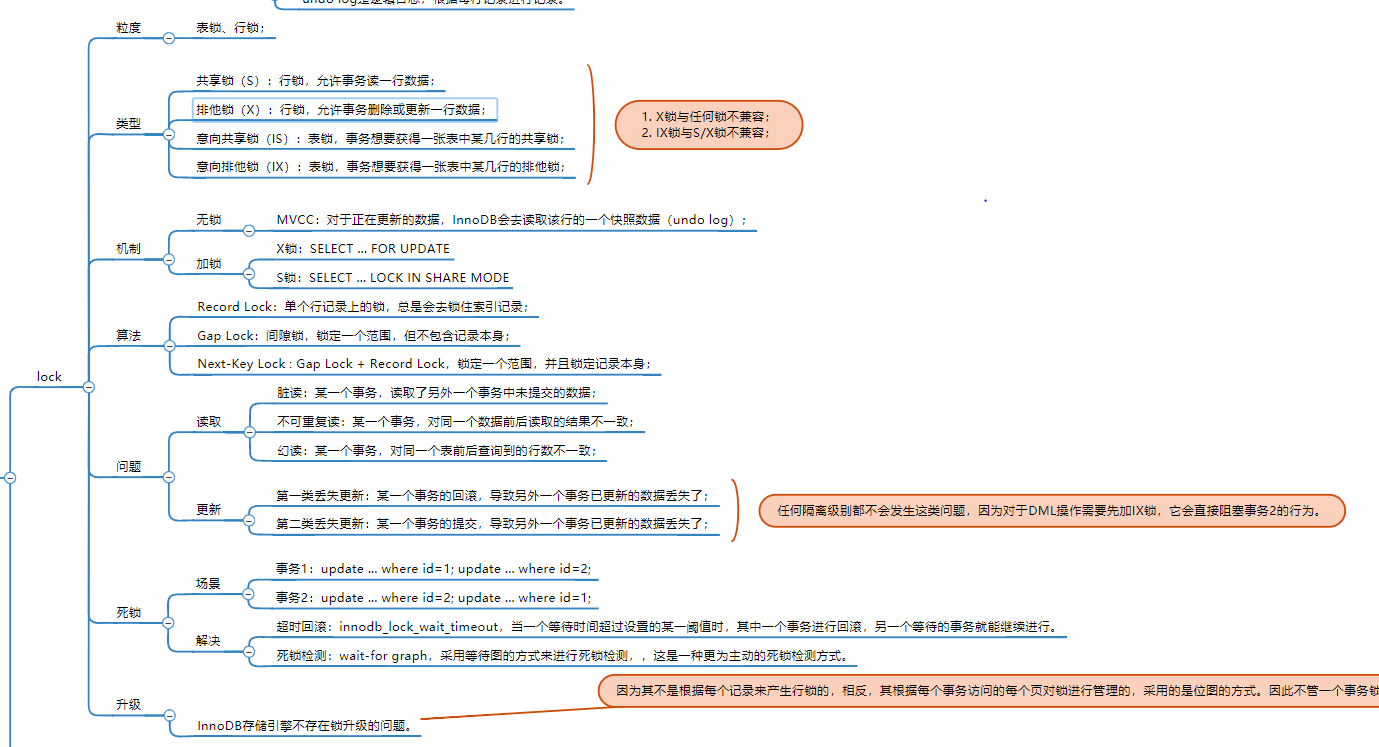 undo log是逻辑日志，根据每行记录进行记录。
粒度
表锁、行锁；
类型
共享锁（S）：行锁，允许事务读一行数据；
排他锁（X）：行锁，允许事务删除或更新一行数据；
意向共享锁（IS）：表锁，事务想要获得一张表中某几行的共享锁；
意向排他锁（IX）：表锁，事务想要获得一张表中某几行的排他锁；
1. X锁与任何锁不兼容；
2. IX锁与S/X锁不兼容；
机制
无锁
MVCC：对于正在更新的数据，InnoDB会去读取该行的一个快照数据（undo log）；
加锁
X锁：SELECT ... FOR UPDATE
S锁：SELECT ... LOCK IN SHARE MODE
算法
Record Lock：单个行记录上的锁，总是会去锁住索引记录；
Gap Lock：间隙锁，锁定一个范围，但不包含记录本身；
Next-Key Lock : Gap Lock + Record Lock，锁定一个范围，并且锁定记录本身；
lock
问题
读取
脏读：某一个事务，读取了另外一个事务中未提交的数据；
不可重复读：某一个事务，对同一个数据前后读取的结果不一致；
幻读：某一个事务，对同一个表前后查询到的行数不一致；
更新
第一类丢失更新：某一个事务的回滚，导致另外一个事务已更新的数据丢失了；
第二类丢失更新：某一个事务的提交，导致另外一个事务已更新的数据丢失了；
任何隔离级别都不会发生这类问题，因为对于DML操作需要先加IX锁，它会直接阻塞事务2的行为。
死锁
场景
事务1：update ... where id=1; update ... where id=2;
事务2：update ... where id=2; update ... where id=1;
解决
超时回滚：innodb_lock_wait_timeout，当一个等待时间超过设置的某一阈值时，其中一个事务进行回滚，另一个等待的事务就能继续进行。
死锁检测：wait-for graph，采用等待图的方式来进行死锁检测，，这是一种更为主动的死锁检测方式。
升级
InnoDB存储引擎不存在锁升级的问题。
因为其不是根据每个记录来产生行锁的，相反，其根据每个事务访问的每个页对锁进行管理的，采用的是位图的方式。因此不管一个事务锁